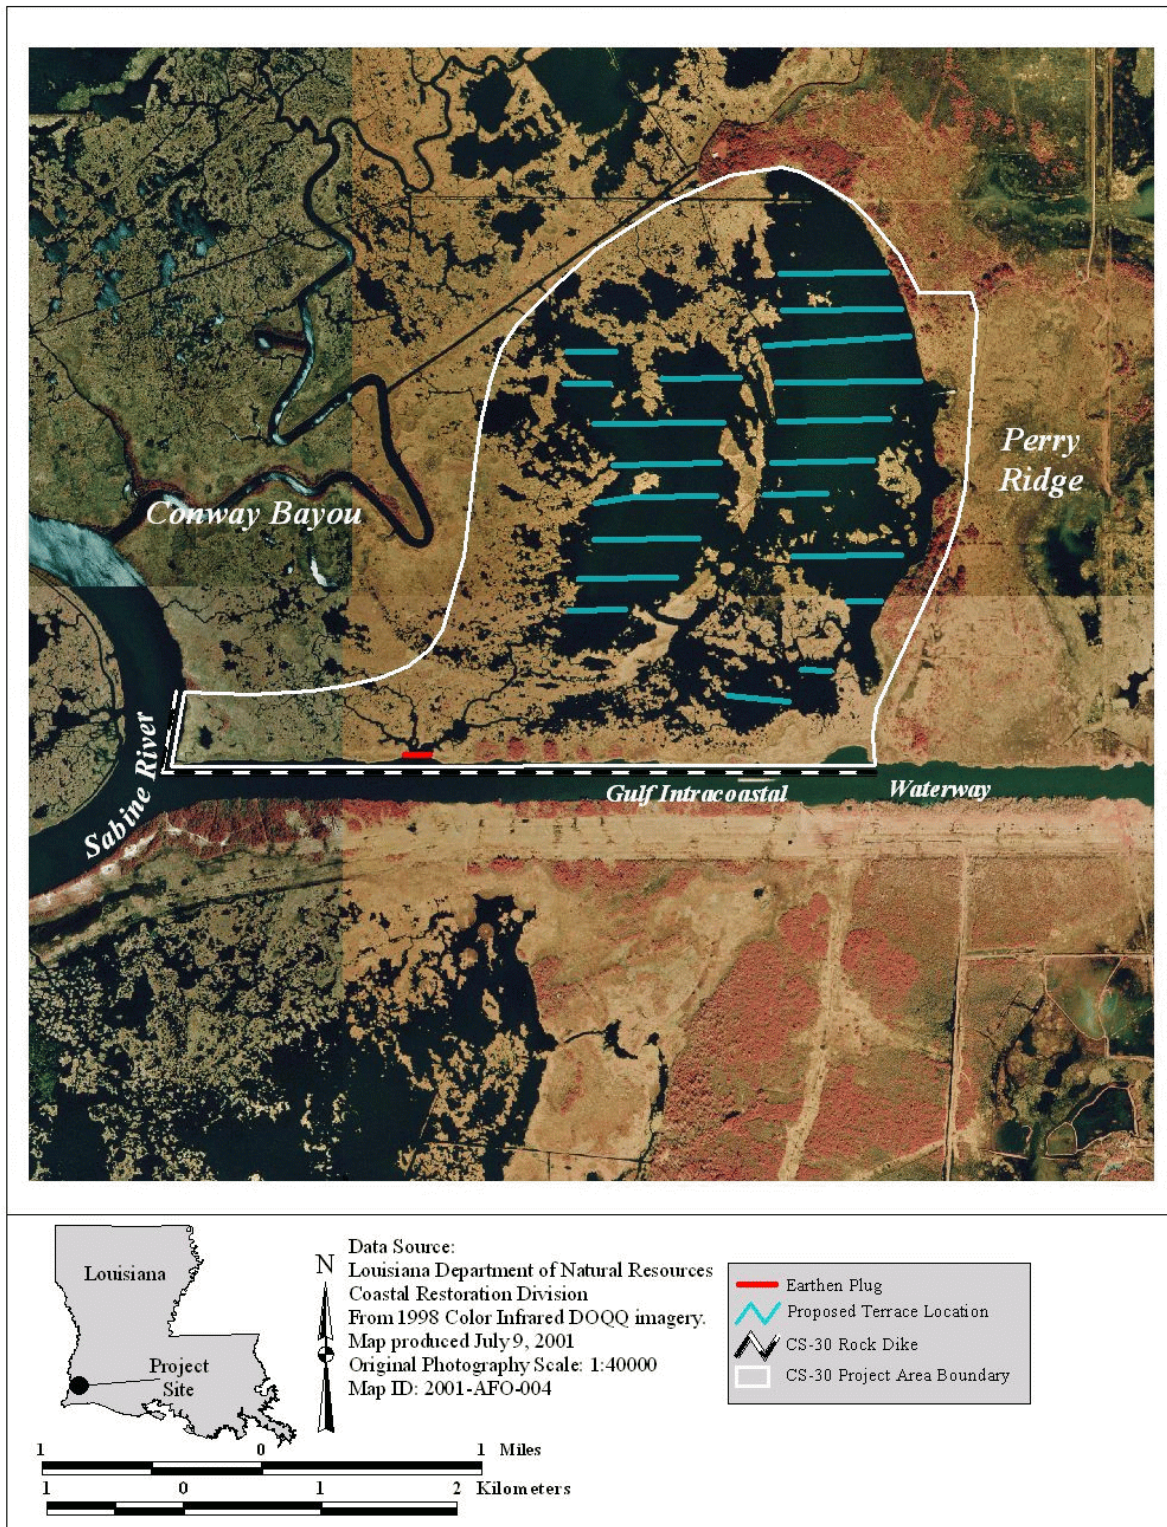 Perry
Ridge
Conway Bayou
Sabine River
Gulf Intracoastal
Waterway
Louisiana
Project
Site
N
Data Source:
Louisiana Department of Natural Resources
Coastal Restoration Division
From 1998 Color Infrared DOQQ imagery.
Map produced July 9, 2001
Original Photography Scale: 1:40000
Map ID: 2001-AFO-004
Earthen Plug
Proposed Terrace Location
CS-30 Rock Dike
CS-30 Project Area Boundary
1 0 1 Miles
1 0 1 2 Kilometers